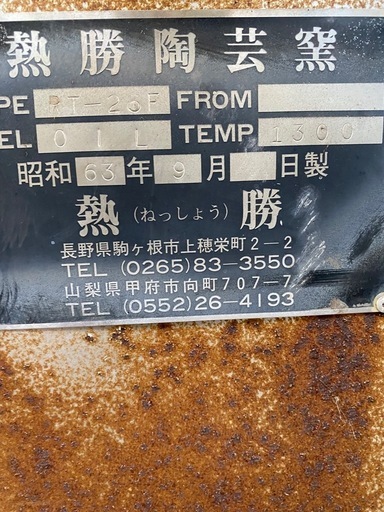 熱勝陶芸窯
PE RT-23F FROM
EL OIL TEMP 1300
昭和63年9月 日製
熱(ねっしょう)勝
長野県駒ヶ根市上穂栄町2-2
TEL (0265)83-3550
山梨県甲府市向町707-7
TEL (0552)26-4193